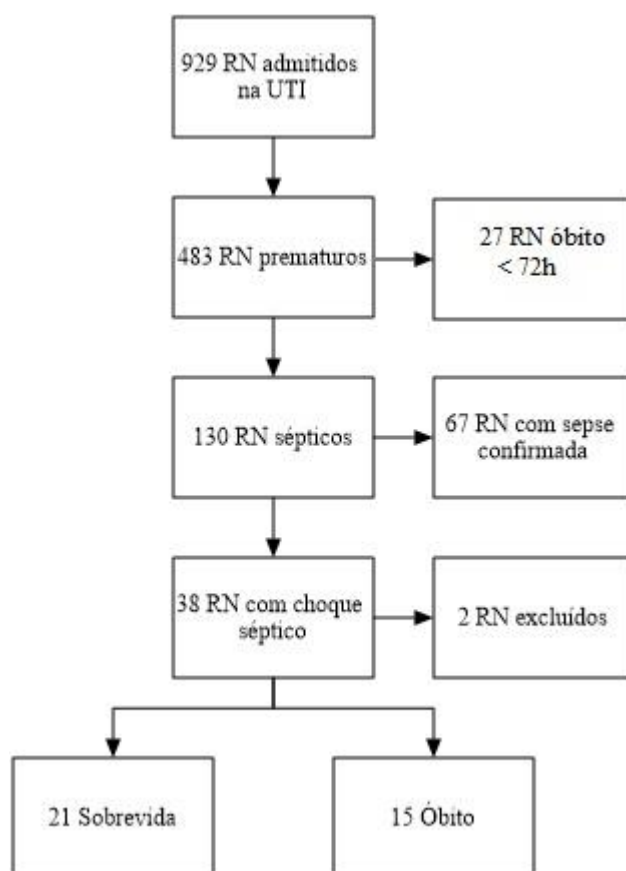 929 RN admitidos
na UTI
483 RN prematuros
27 RN óbito
< 72h
130 RN sépticos
67 RN com sepse
confirmada
38 RN com choque
séptico
2 RN excluídos
21 Sobrevida
15 Óbito